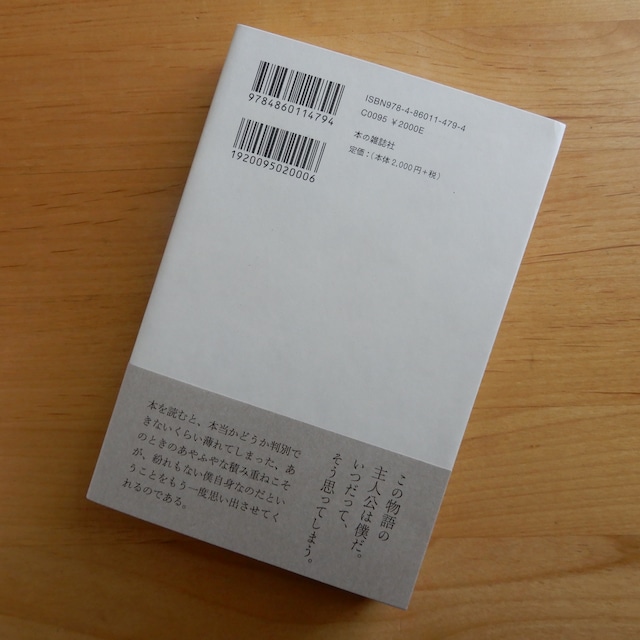 9784860114794
1920095020006
ISBN978-4-86011-479-4
C0095 ¥2000E
本の雑誌社
定価:(本体2,000円+税)
この物語の
主人公は僕だ。
いつだって、
そう思ってしまう。
本を読むと、本当かどうか判別で
きないくらい薄れてしまった、あ
のときのあやふやな積み重ねこそ
が、紛れもない僕自身なのだとい
うことをもう一度思い出させてく
れるのである。